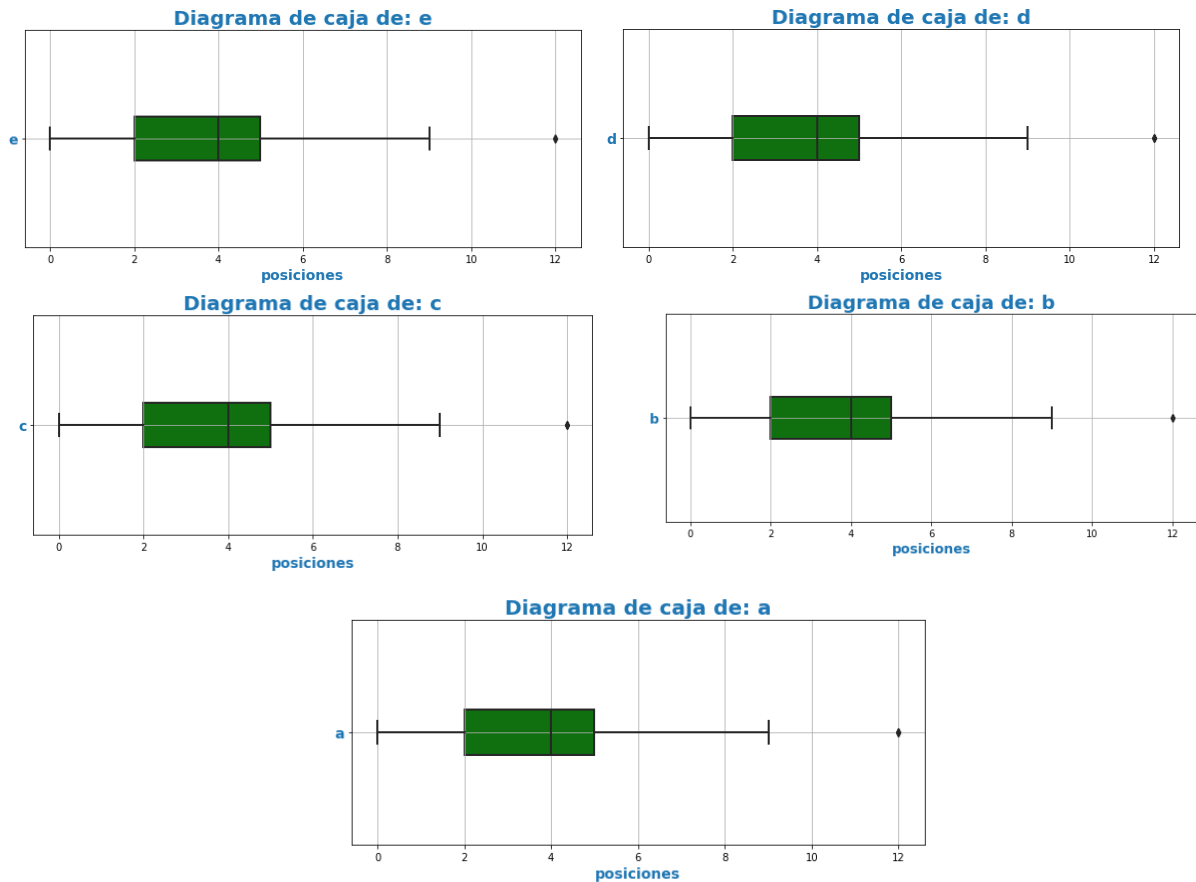 Diagrama de caja de: e
e
0 2 4 6 8 10 12
posiciones
Diagrama de caja de: d
d
0 2 4 6 8 10 12
posiciones
Diagrama de caja de: c
c
0 2 4 6 8 10 12
posiciones
Diagrama de caja de: b
b
0 2 4 6 8 10 12
posiciones
Diagrama de caja de: a
a
0 2 4 6 8 10 12
posiciones